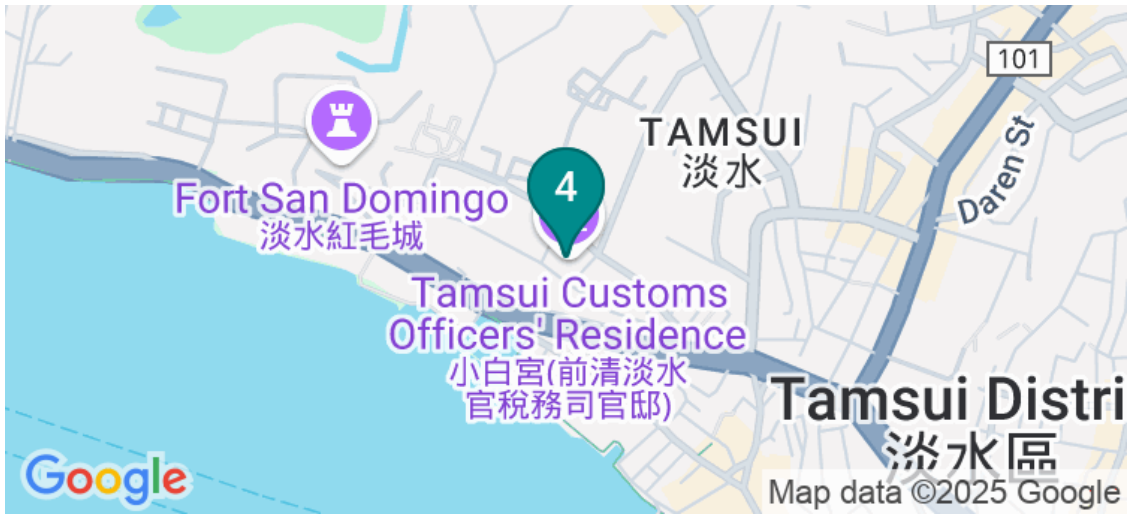 101
Daren St
TAMSUI
淡水
4
Fort San Domingo
淡水紅毛城
Tamsui Customs
Officers' Residence
小白宮(前清淡水
官稅務司官邸)
Tamsui Distri
淡水區
Google
Map data ©2025 Google